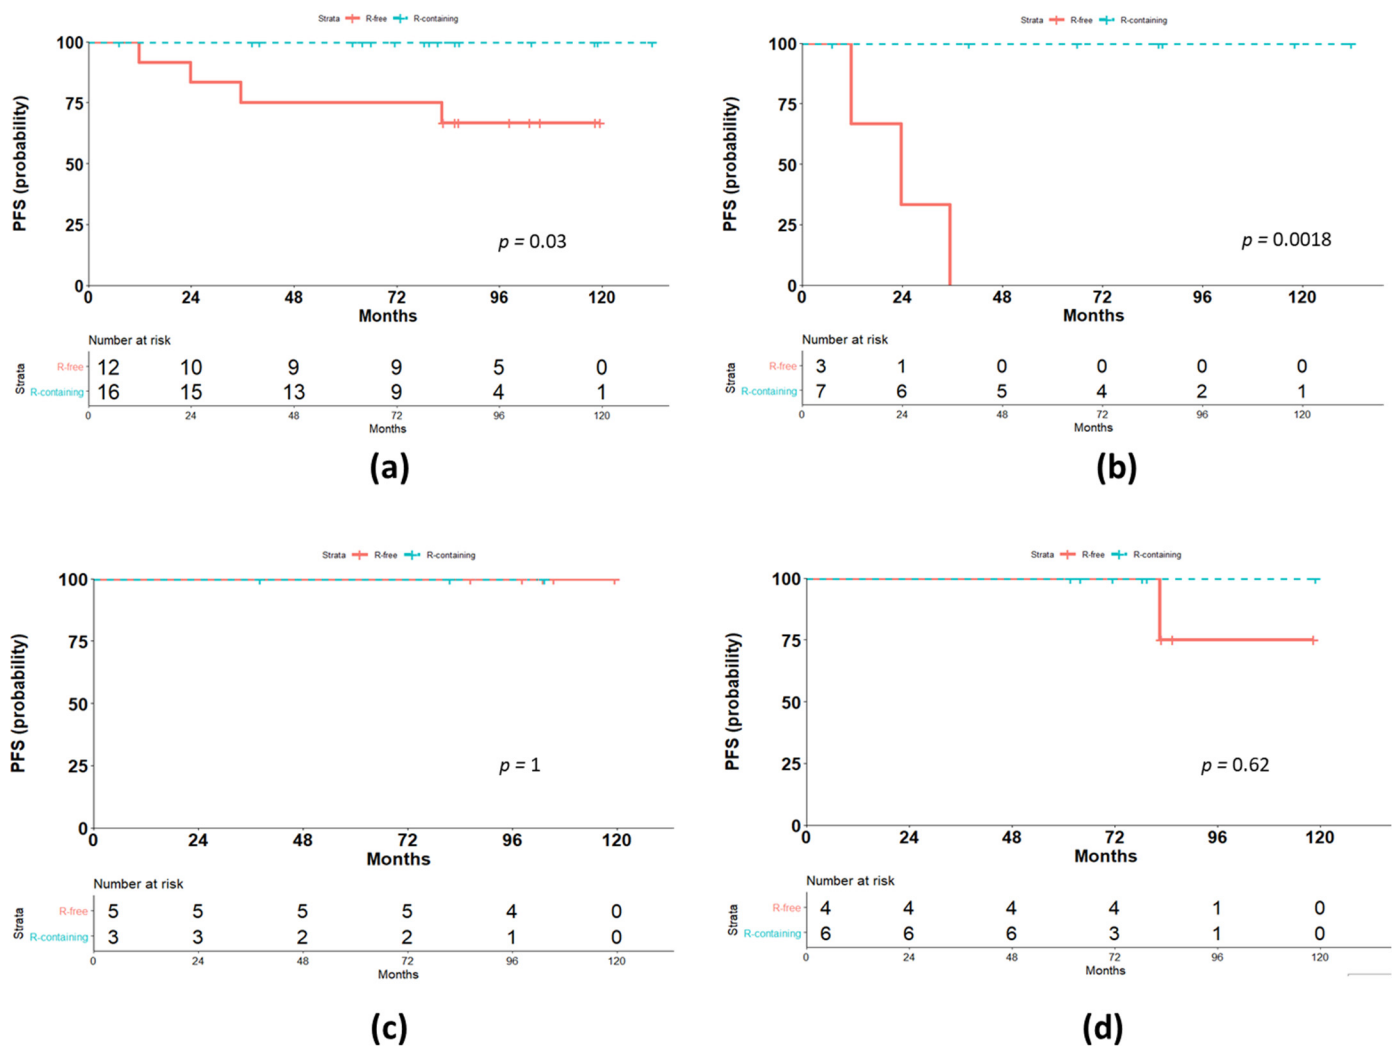 Strata R-free R-containing
100
75
50
25
0
PFS (probability)
p = 0.03
0 24 48 72 96 120
Months
Number at risk
Strata
R-free 12 10 9 9 5 0
R-containing 16 15 13 9 4 1
0 24 48 72 96 120
Months
(a)
Strata R-free R-containing
100
75
50
25
0
PFS (probability)
p = 0.0018
0 24 48 72 96 120
Months
Number at risk
Strata
R-free 3 1 0 0 0 0
R-containing 7 6 5 4 2 1
0 24 48 72 96 120
Months
(b)
Strata R-free R-containing
100
75
50
25
0
PFS (probability)
p = 1
0 24 48 72 96 120
Months
Number at risk
Strata
R-free 5 5 5 5 4 0
R-containing 3 3 2 2 1 0
0 24 48 72 96 120
Months
(c)
Strata R-free R-containing
100
75
50
25
0
PFS (probability)
p = 0.62
0 24 48 72 96 120
Months
Number at risk
Strata
R-free 4 4 4 4 1 0
R-containing 6 6 6 3 1 0
0 24 48 72 96 120
Months
(d)